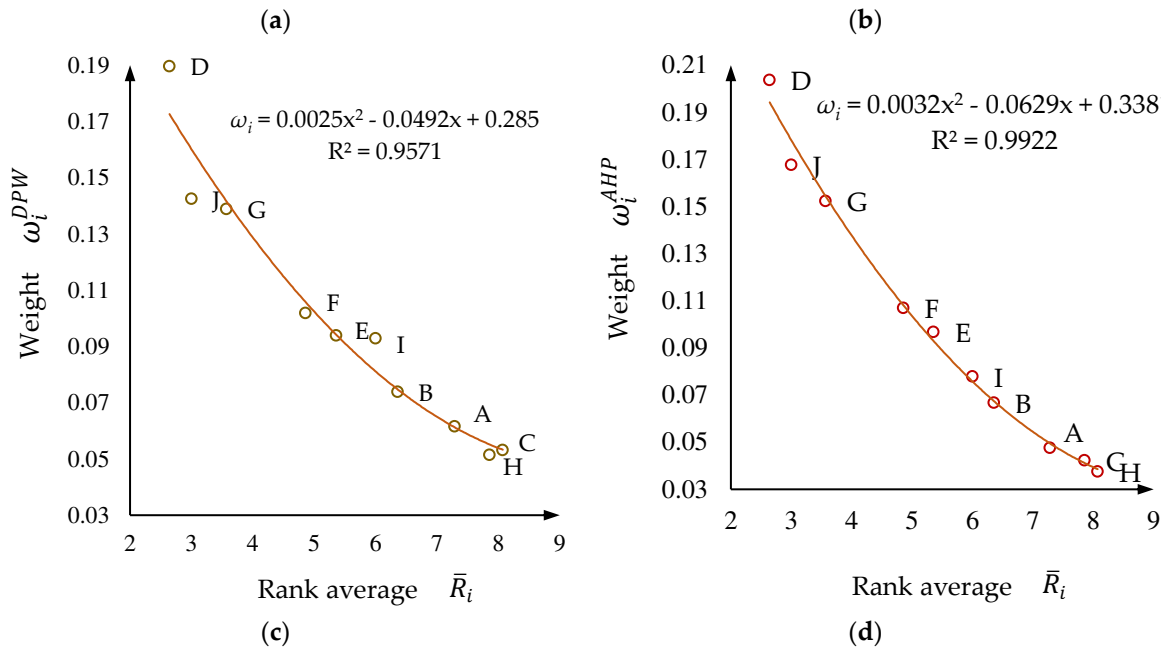 (a)
(b)
0.19
0.17
0.15
0.13
0.11
0.09
0.07
0.05
0.03
Weight ωᵢᴰᴾᵂ
D
J
G
F
E
I
B
A
C
H
ωᵢ = 0.0025x² - 0.0492x + 0.285
R² = 0.9571
2 3 4 5 6 7 8 9
Rank average R̄ᵢ
(c)
0.21
0.19
0.17
0.15
0.13
0.11
0.09
0.07
0.05
0.03
Weight ωᵢᴬᴴᴾ
D
J
G
F
E
I
B
A
C
H
ωᵢ = 0.0032x² - 0.0629x + 0.338
R² = 0.9922
2 3 4 5 6 7 8 9
Rank average R̄ᵢ
(d)